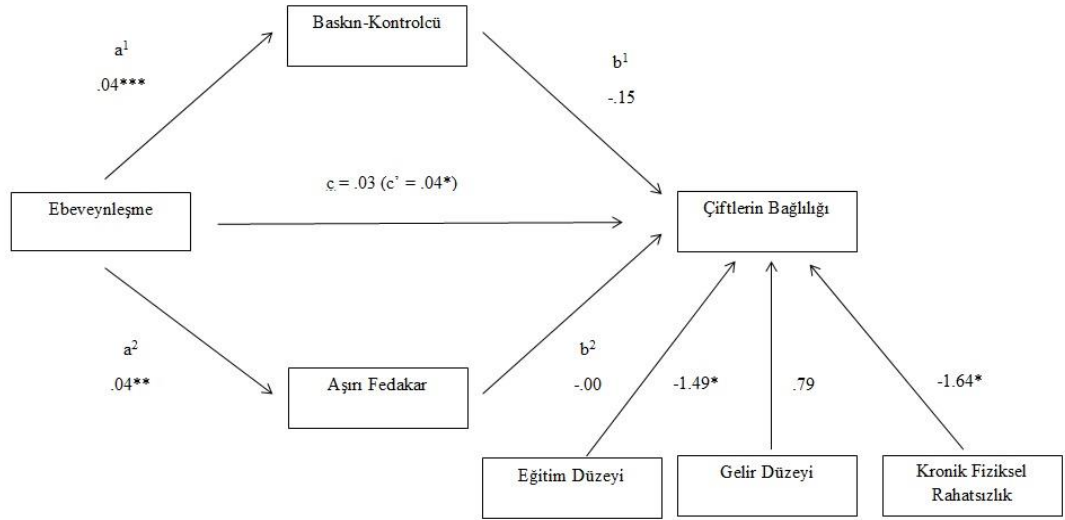 Baskın-Kontrolcü
a¹
.04***
b¹
-.15
c = .03 (c’ = .04*)
Ebeveynleşme
Çiftlerin Bağlılığı
a²
.04**
b²
-.00
Aşırı Fedakar
-1.49*
.79
-1.64*
Eğitim Düzeyi
Gelir Düzeyi
Kronik Fiziksel
Rahatsızlık